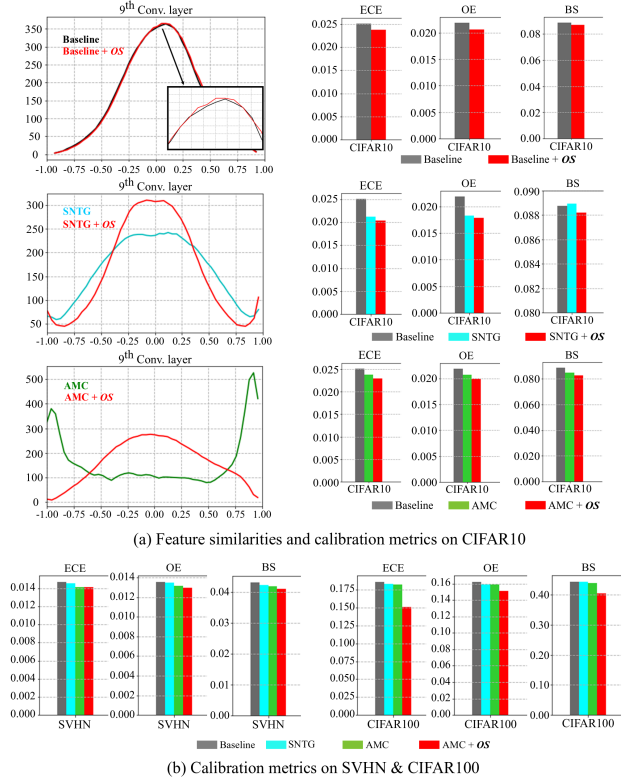 9th Conv. layer
Baseline
Baseline + OS
350
300
250
200
150
100
50
0
-1.00 -0.75 -0.50 -0.25 0.00 0.25 0.50 0.75 1.00
ECE OE BS
0.025 0.020 0.08
0.020 0.015 0.06
0.015 0.010 0.04
0.010 0.005 0.02
0.005 0.000 0.00
0.000
CIFAR10 CIFAR10 CIFAR10
Baseline Baseline + OS
9th Conv. layer
SNTG
SNTG + OS
300
250
200
150
100
50
-1.00 -0.75 -0.50 -0.25 0.00 0.25 0.50 0.75 1.00
ECE OE BS
0.025 0.020 0.090
0.020 0.015 0.088
0.015 0.010 0.086
0.010 0.005 0.084
0.005 0.000 0.082
0.000 0.080
CIFAR10 CIFAR10 CIFAR10
Baseline SNTG SNTG + OS
9th Conv. layer
AMC
AMC + OS
500
400
300
200
100
0
-1.00 -0.75 -0.50 -0.25 0.00 0.25 0.50 0.75 1.00
ECE OE BS
0.025 0.020 0.080
0.020 0.015 0.060
0.015 0.010 0.040
0.010 0.005 0.020
0.005 0.000 0.000
0.000
CIFAR10 CIFAR10 CIFAR10
Baseline AMC AMC + OS
(a) Feature similarities and calibration metrics on CIFAR10
ECE OE BS ECE OE BS
0.014 0.014 0.04 0.175 0.16 0.40
0.012 0.012 0.03 0.150 0.14 0.30
0.010 0.010 0.02 0.125 0.12 0.20
0.008 0.008 0.01 0.100 0.10 0.10
0.006 0.006 0.00 0.075 0.08 0.00
0.004 0.004 0.050 0.06
0.002 0.002 0.025 0.04
0.000 0.000 0.000 0.02
0.00
SVHN SVHN SVHN CIFAR100 CIFAR100 CIFAR100
Baseline SNTG AMC AMC + OS
(b) Calibration metrics on SVHN & CIFAR100